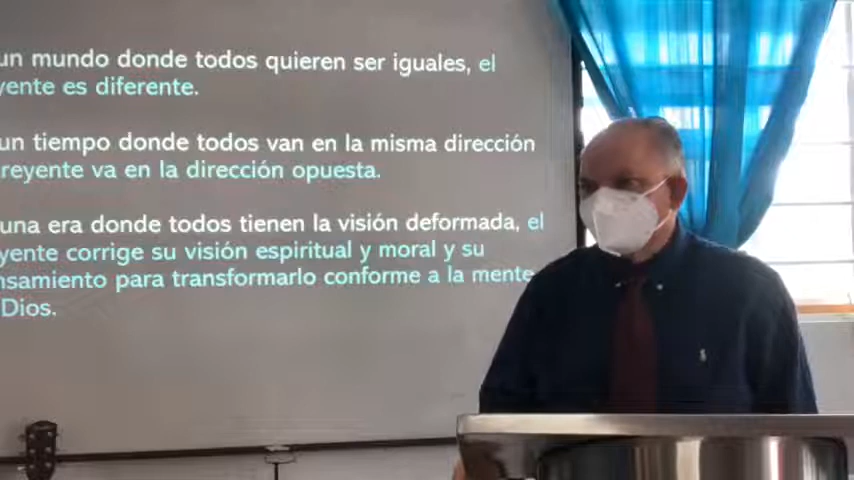 un mundo donde todos quieren ser iguales, el
yente es diferente.
un tiempo donde todos van en la misma dirección
reyente va en la dirección opuesta.
una era donde todos tienen la visión deformada, el
yente corrige su visión espiritual y moral y su
nsamiento para transformarlo conforme a la mente
Dios.